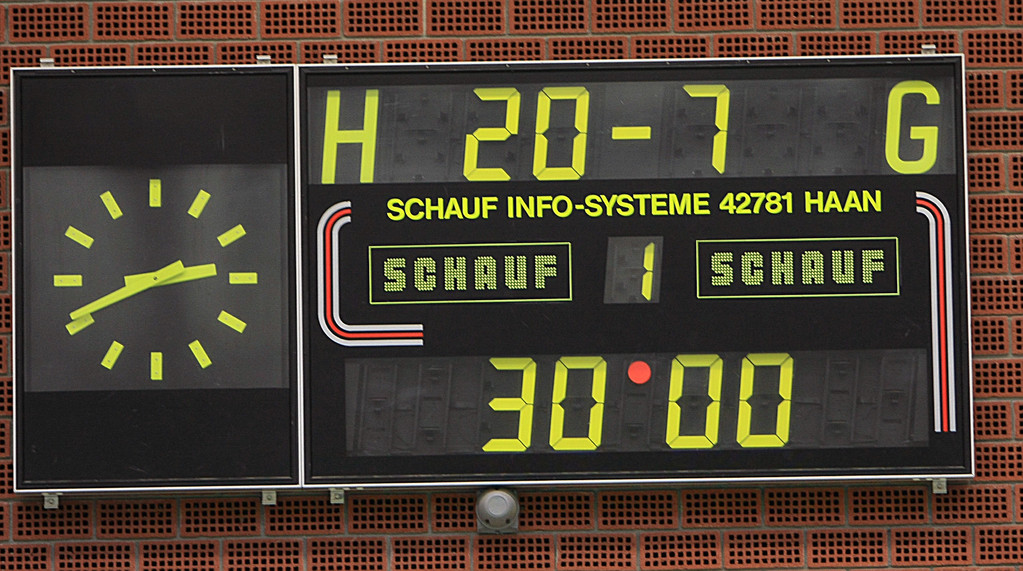 H 20-7 G
SCHAUF INFO-SYSTEME 42781 HAAN
SCHAUF 1 SCHAUF
30:00